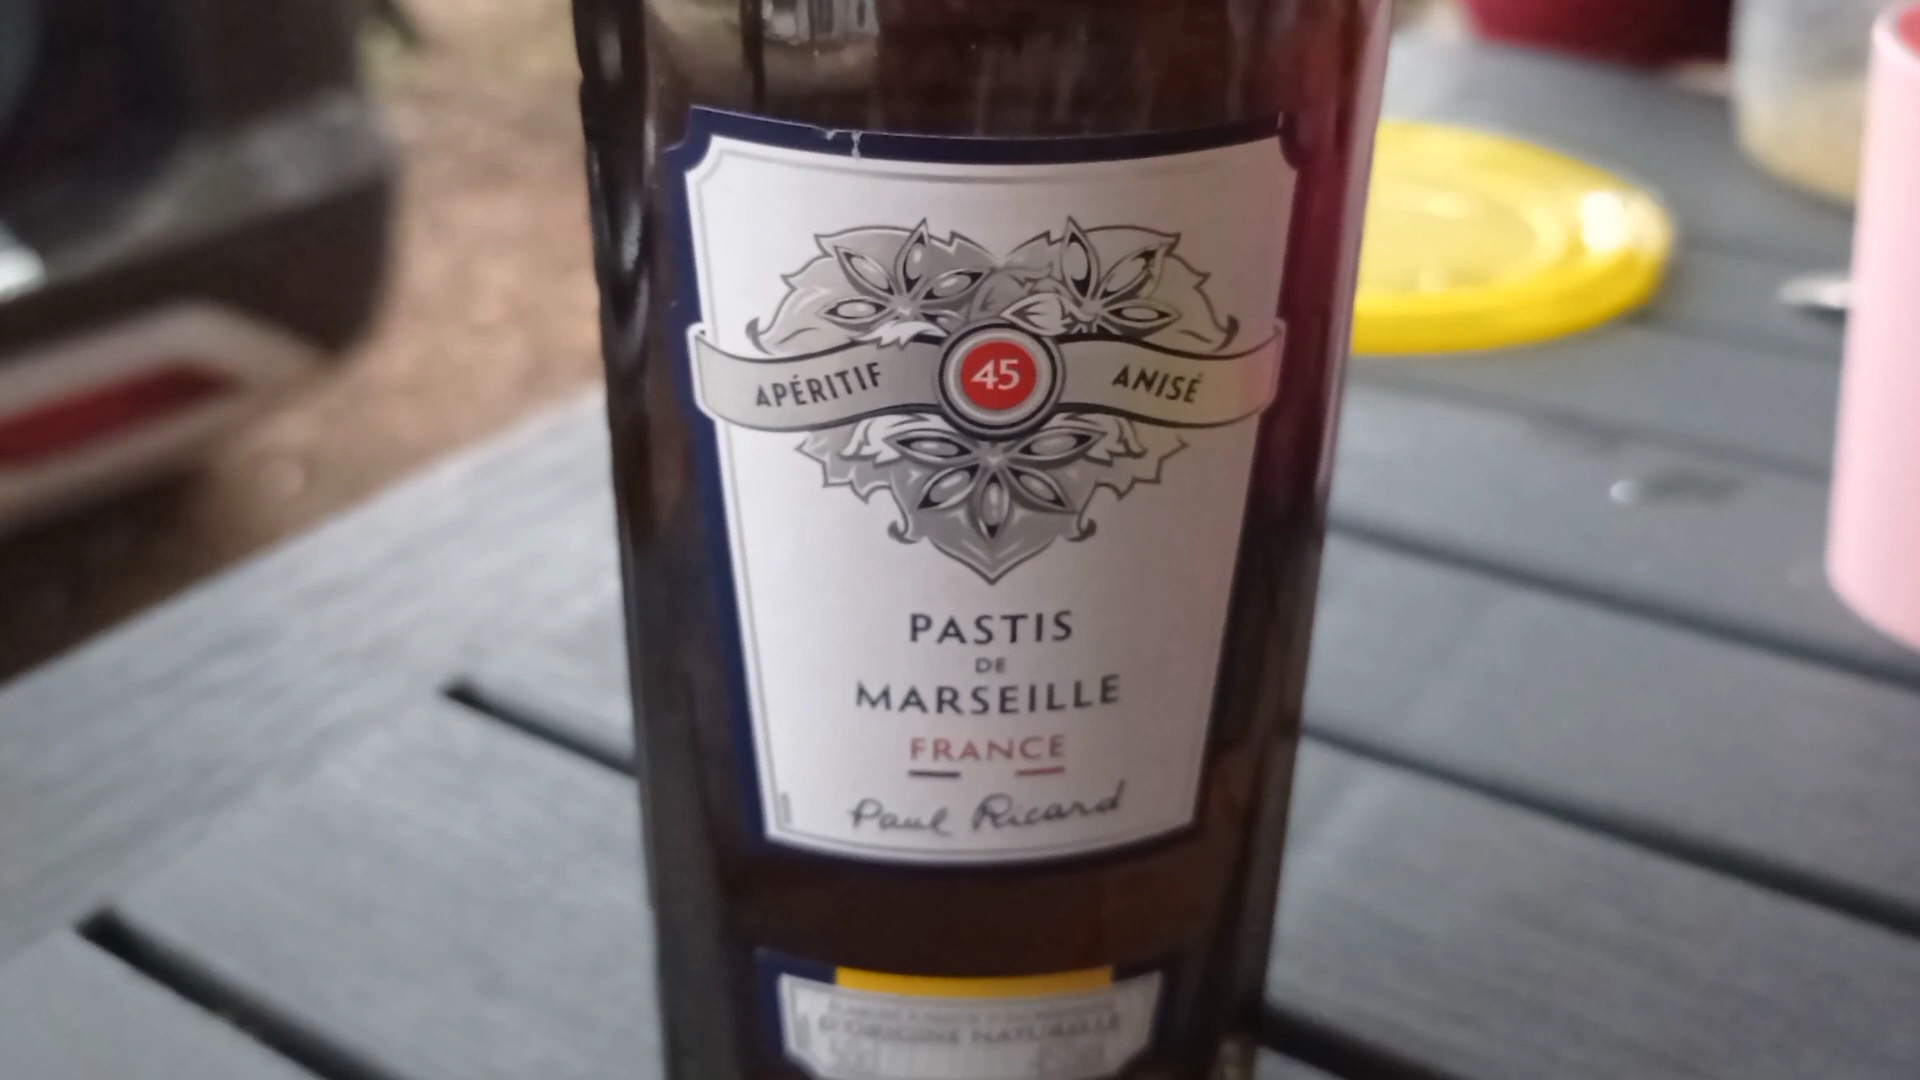 APÉRITIF 45 ANISÉ
PASTIS
DE
MARSEILLE
FRANCE
Paul Ricard
D'ORIGINE NATURELLE